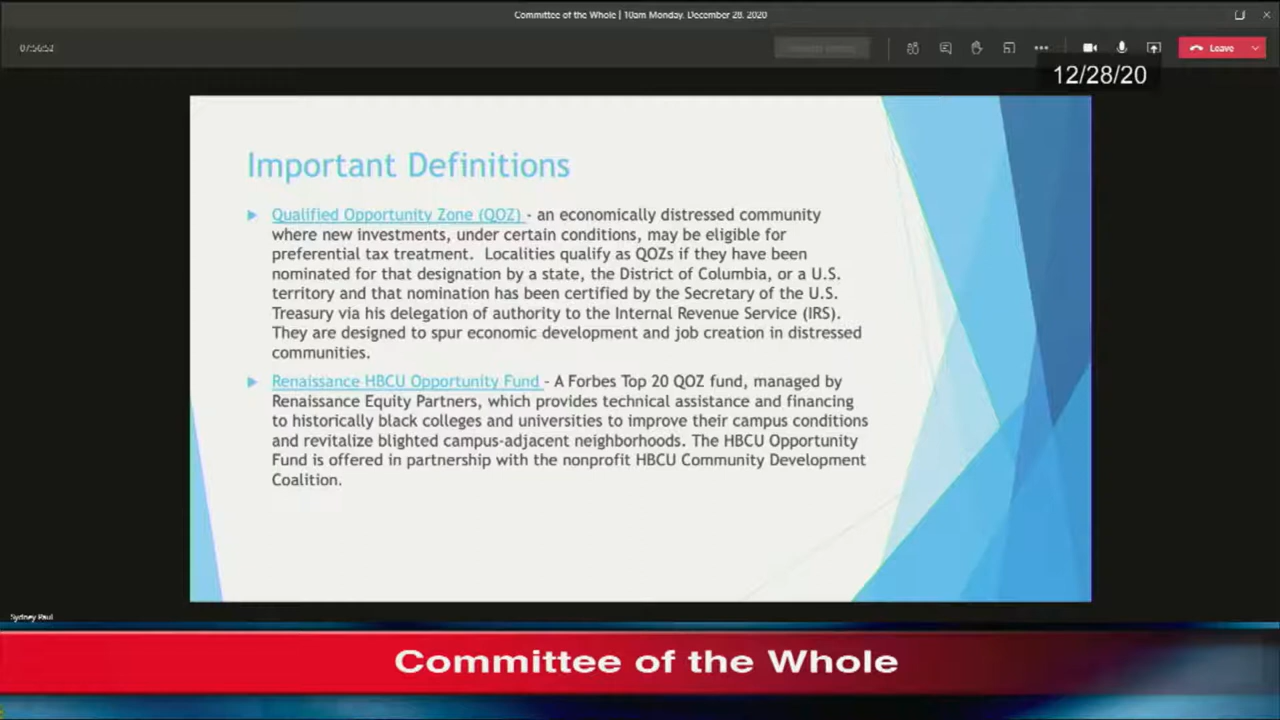 Committee of the Whole | 10am Monday, December 28, 2020
07:56:52
Leave
12/28/20
Important Definitions
Qualified Opportunity Zone (QOZ) - an economically distressed community
where new investments, under certain conditions, may be eligible for
preferential tax treatment. Localities qualify as QOZs if they have been
nominated for that designation by a state, the District of Columbia, or a U.S.
territory and that nomination has been certified by the Secretary of the U.S.
Treasury via his delegation of authority to the Internal Revenue Service (IRS).
They are designed to spur economic development and job creation in distressed
communities.
Renaissance HBCU Opportunity Fund - A Forbes Top 20 QOZ fund, managed by
Renaissance Equity Partners, which provides technical assistance and financing
to historically black colleges and universities to improve their campus conditions
and revitalize blighted campus-adjacent neighborhoods. The HBCU Opportunity
Fund is offered in partnership with the nonprofit HBCU Community Development
Coalition.
Sydney Paul
Committee of the Whole